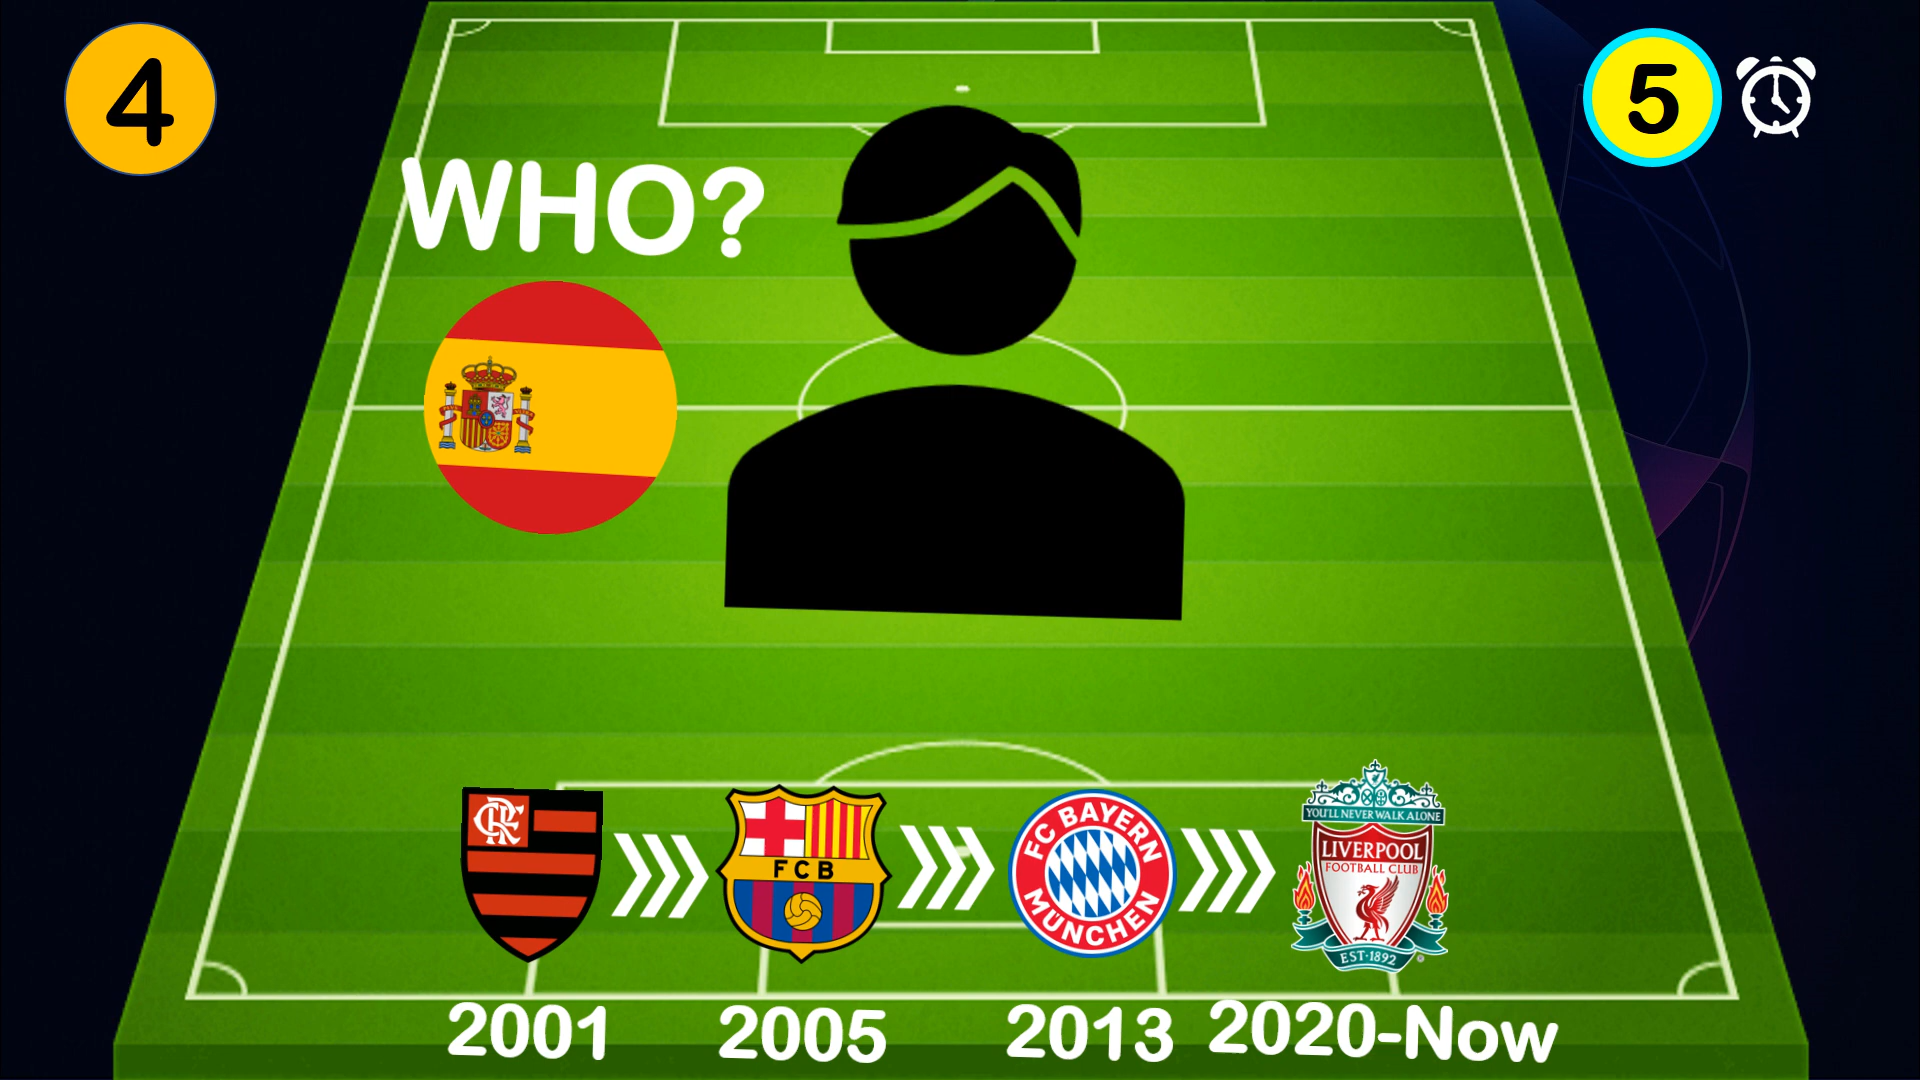 4
5
WHO?
CRF
FCB
FC BAYERN
MÜNCHEN
YOU'LL NEVER WALK ALONE
LIVERPOOL
FOOTBALL CLUB
EST·1892
2001
2005
2013
2020-Now